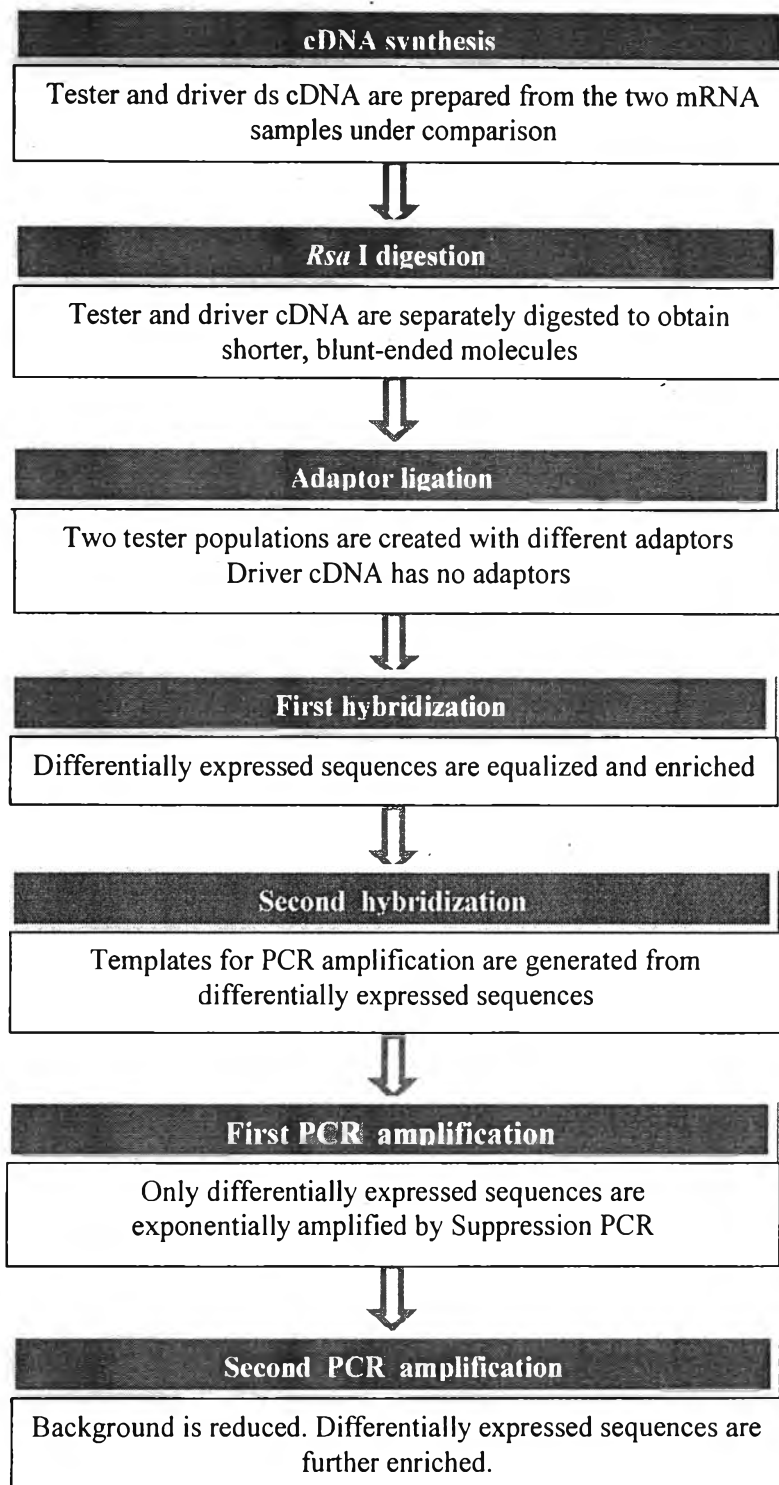 cDNA synthesis
Tester and driver ds cDNA are prepared from the two mRNA
samples under comparison
Rsa I digestion
Tester and driver cDNA are separately digested to obtain
shorter, blunt-ended molecules
Adaptor ligation
Two tester populations are created with different adaptors
Driver cDNA has no adaptors
First hybridization
Differentially expressed sequences are equalized and enriched
Second hybridization
Templates for PCR amplification are generated from
differentially expressed sequences
First PCR amplification
Only differentially expressed sequences are
exponentially amplified by Suppression PCR
Second PCR amplification
Background is reduced. Differentially expressed sequences are
further enriched.